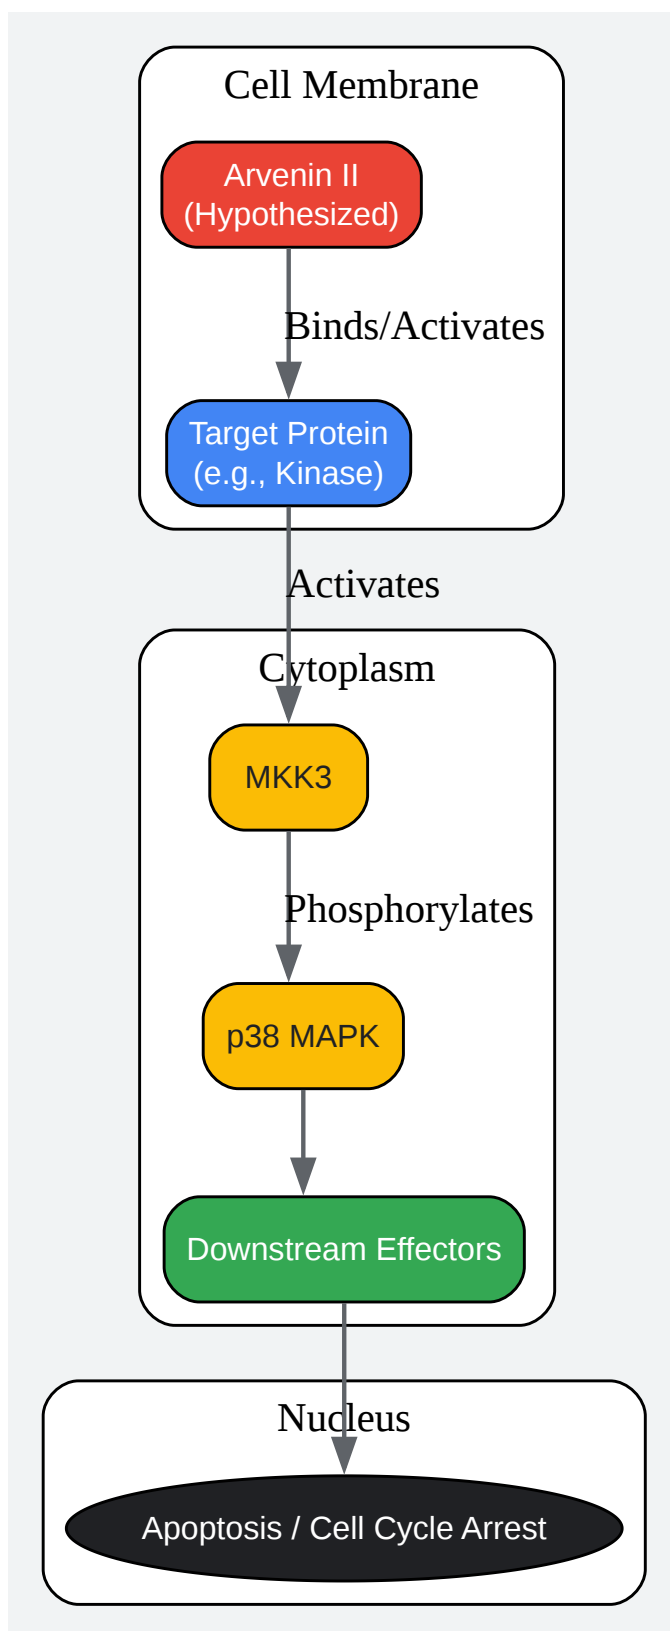 Cell Membrane
Arvenin II
(Hypothesized)
Binds/Activates
Target Protein
(e.g., Kinase)
Activates
Cytoplasm
MKK3
Phosphorylates
p38 MAPK
Downstream Effectors
Nucleus
Apoptosis / Cell Cycle Arrest